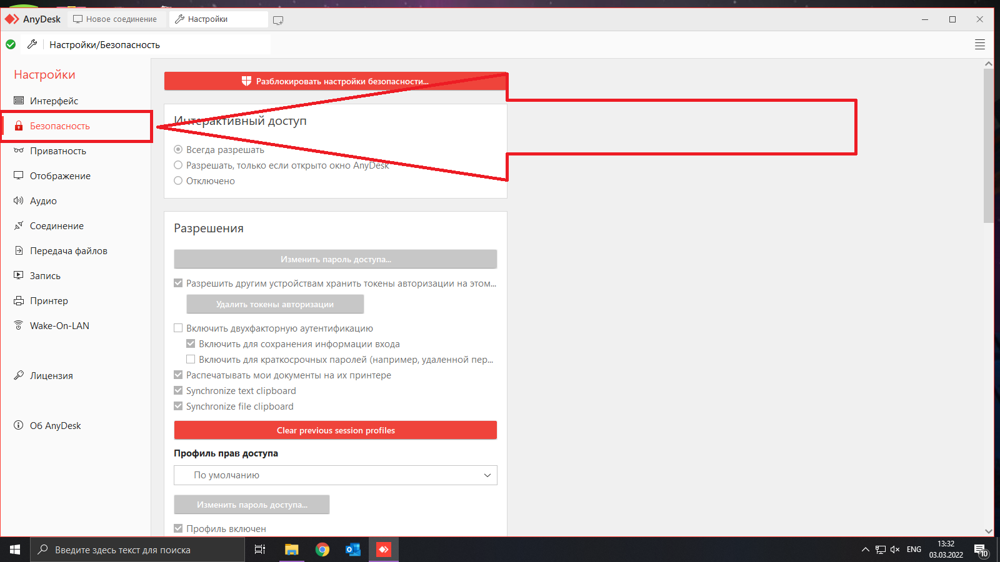 AnyDesk
Новое соединение
Настройки
Настройки/Безопасность
Настройки
Интерфейс
Безопасность
Приватность
Отображение
Аудио
Соединение
Передача файлов
Запись
Принтер
Wake-On-LAN
Лицензия
Об AnyDesk
Разблокировать настройки безопасности...
Интерактивный доступ
Всегда разрешать
Разрешать, только если открыто окно AnyDesk
Отключено
Разрешения
Изменить пароль доступа...
Разрешить другим устройствам хранить токены авторизации на этом...
Удалить токены авторизации
Включить двухфакторную аутентификацию
Включить для сохранения информации входа
Включить для краткосрочных паролей (например, удаленной пер...
Распечатывать мои документы на их принтере
Synchronize text clipboard
Synchronize file clipboard
Clear previous session profiles
Профиль прав доступа
По умолчанию
Изменить пароль доступа...
Профиль включен
Введите здесь текст для поиска
ENG
13:32
03.03.2022
10